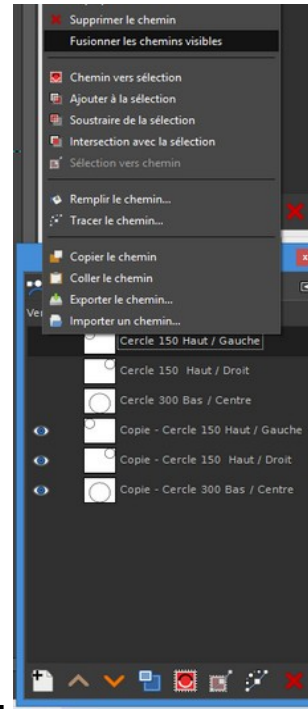 Supprimer le chemin
Fusionner les chemins visibles
Chemin vers sélection
Ajouter à la sélection
Soustraire de la sélection
Intersection avec la sélection
Sélection vers chemin
Remplir le chemin...
Tracer le chemin...
Copier le chemin
Coller le chemin
Exporter le chemin...
Importer un chemin...
Cercle 150 Haut / Gauche
Cercle 150 Haut / Droit
Cercle 300 Bas / Centre
Copie - Cercle 150 Haut / Gauche
Copie - Cercle 150 Haut / Droit
Copie - Cercle 300 Bas / Centre